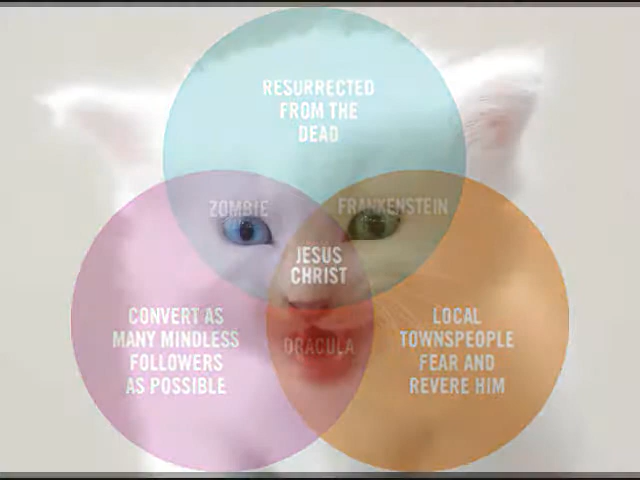 RESURRECTED
FROM THE
DEAD
ZOMBIE
FRANKENSTEIN
JESUS
CHRIST
CONVERT AS
MANY MINDLESS
FOLLOWERS
AS POSSIBLE
DRACULA
LOCAL
TOWNSPEOPLE
FEAR AND
REVERE HIM